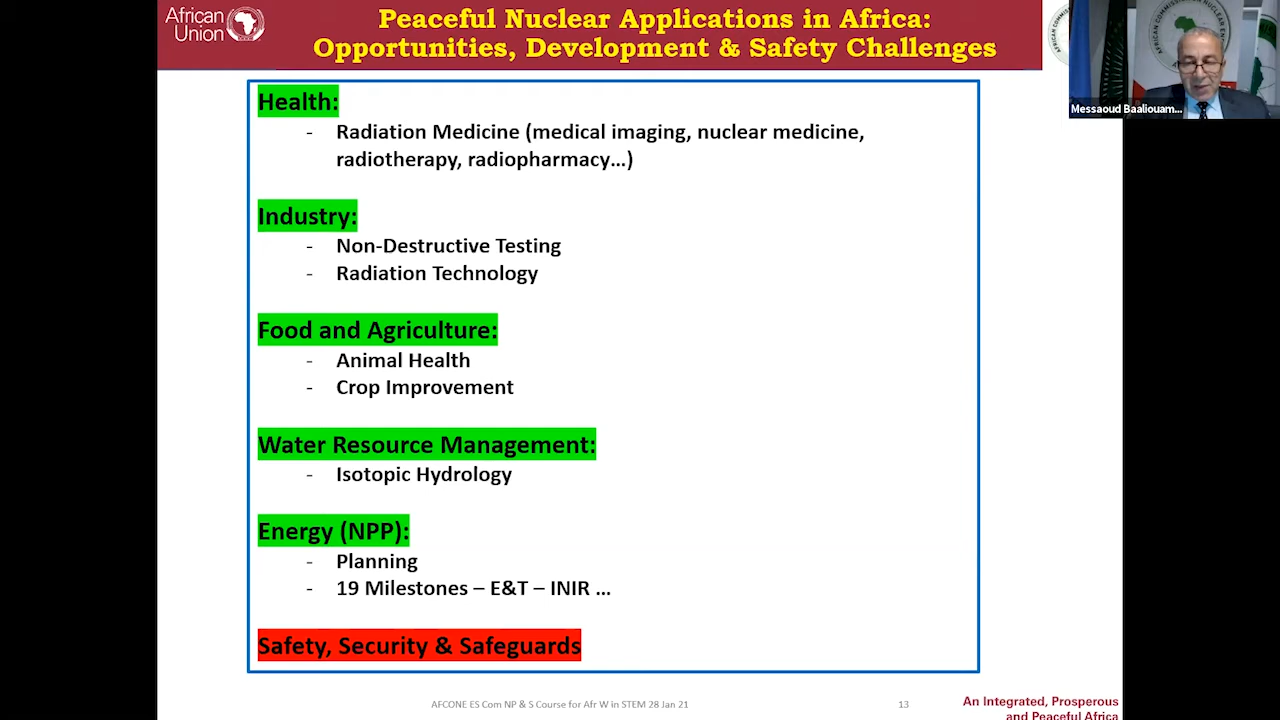 African
Union
Peaceful Nuclear Applications in Africa:
Opportunities, Development & Safety Challenges
Messaoud Baaliouam...
Health:
- Radiation Medicine (medical imaging, nuclear medicine,
radiotherapy, radiopharmacy…)
Industry:
- Non-Destructive Testing
- Radiation Technology
Food and Agriculture:
- Animal Health
- Crop Improvement
Water Resource Management:
- Isotopic Hydrology
Energy (NPP):
- Planning
- 19 Milestones – E&T – INIR …
Safety, Security & Safeguards
AFCONE ES Com NP & S Course for Afr W in STEM 28 Jan 21
13
An Integrated, Prosperous
and Peaceful Africa